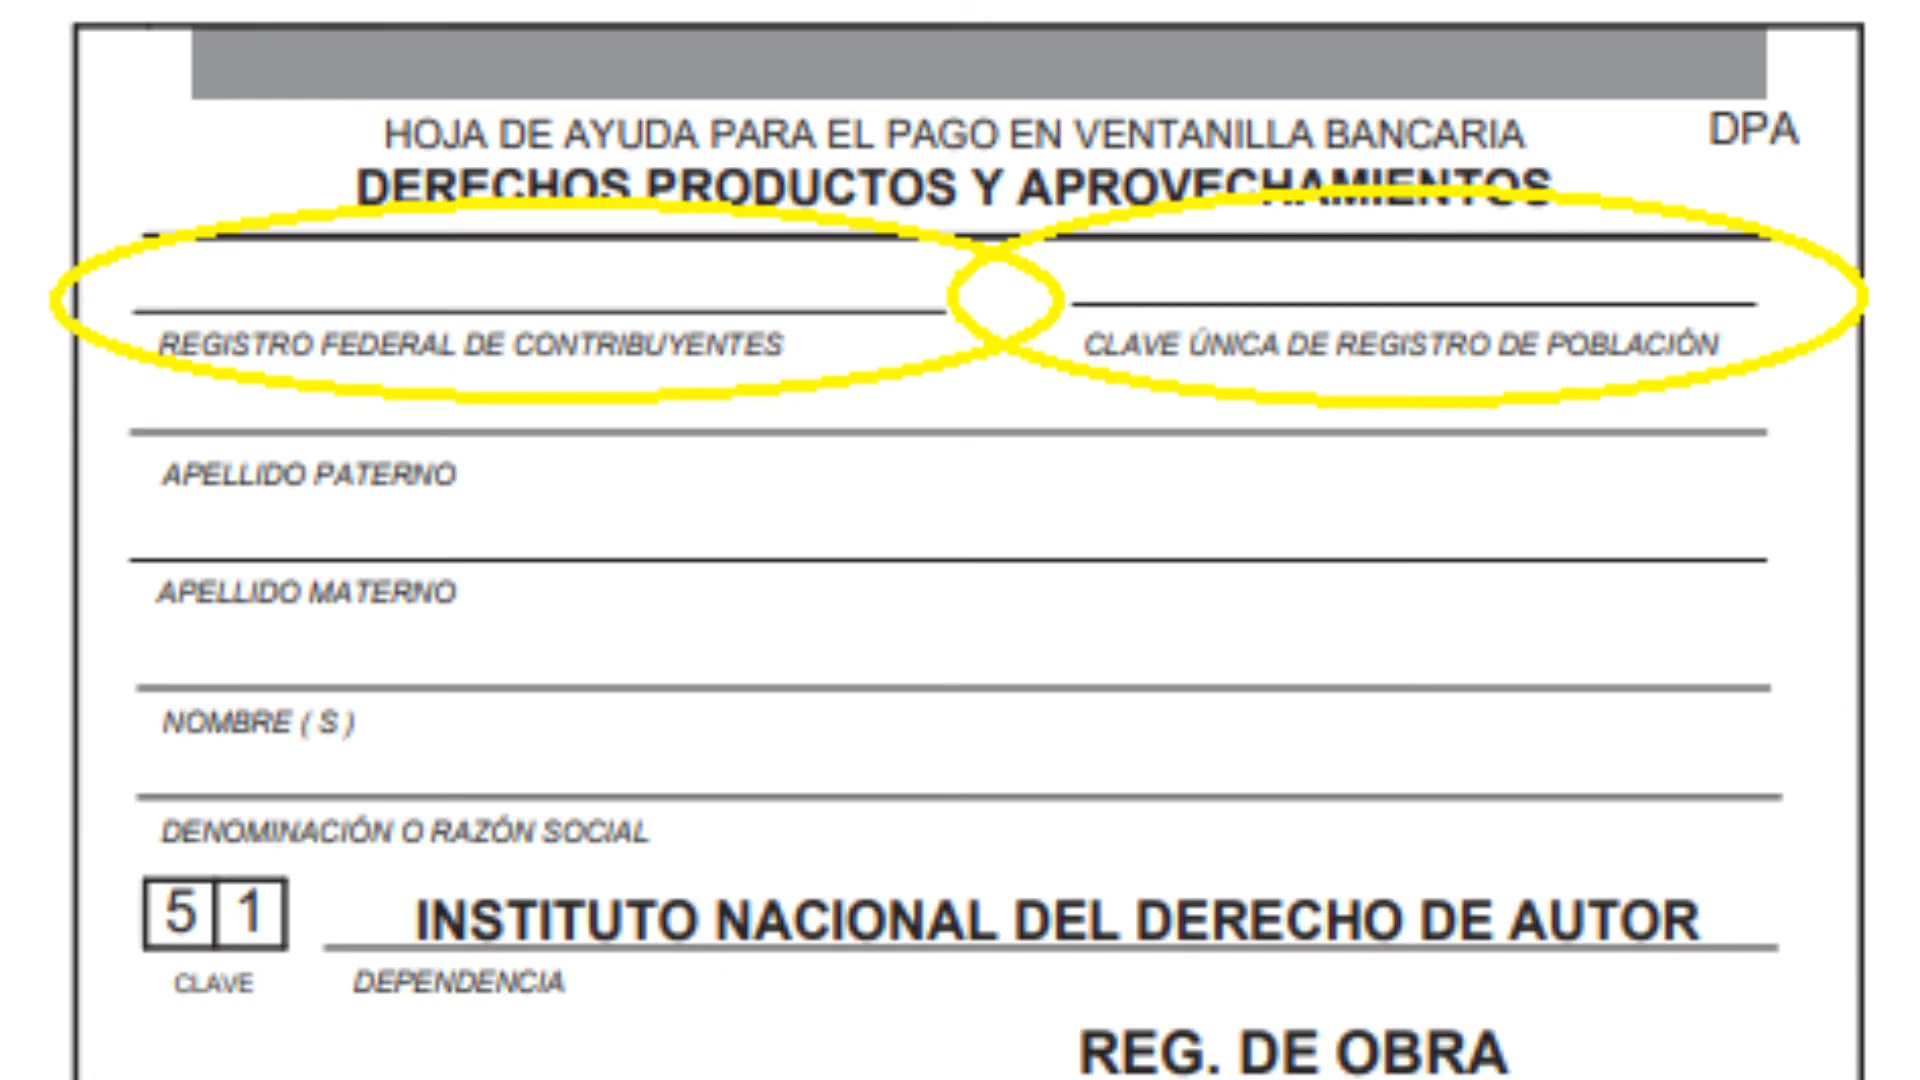 HOJA DE AYUDA PARA EL PAGO EN VENTANILLA BANCARIA
DPA
DERECHOS PRODUCTOS Y APROVECHAMIENTOS
REGISTRO FEDERAL DE CONTRIBUYENTES
CLAVE ÚNICA DE REGISTRO DE POBLACIÓN
APELLIDO PATERNO
APELLIDO MATERNO
NOMBRE ( S )
DENOMINACIÓN O RAZÓN SOCIAL
5 1
INSTITUTO NACIONAL DEL DERECHO DE AUTOR
CLAVE
DEPENDENCIA
REG. DE OBRA